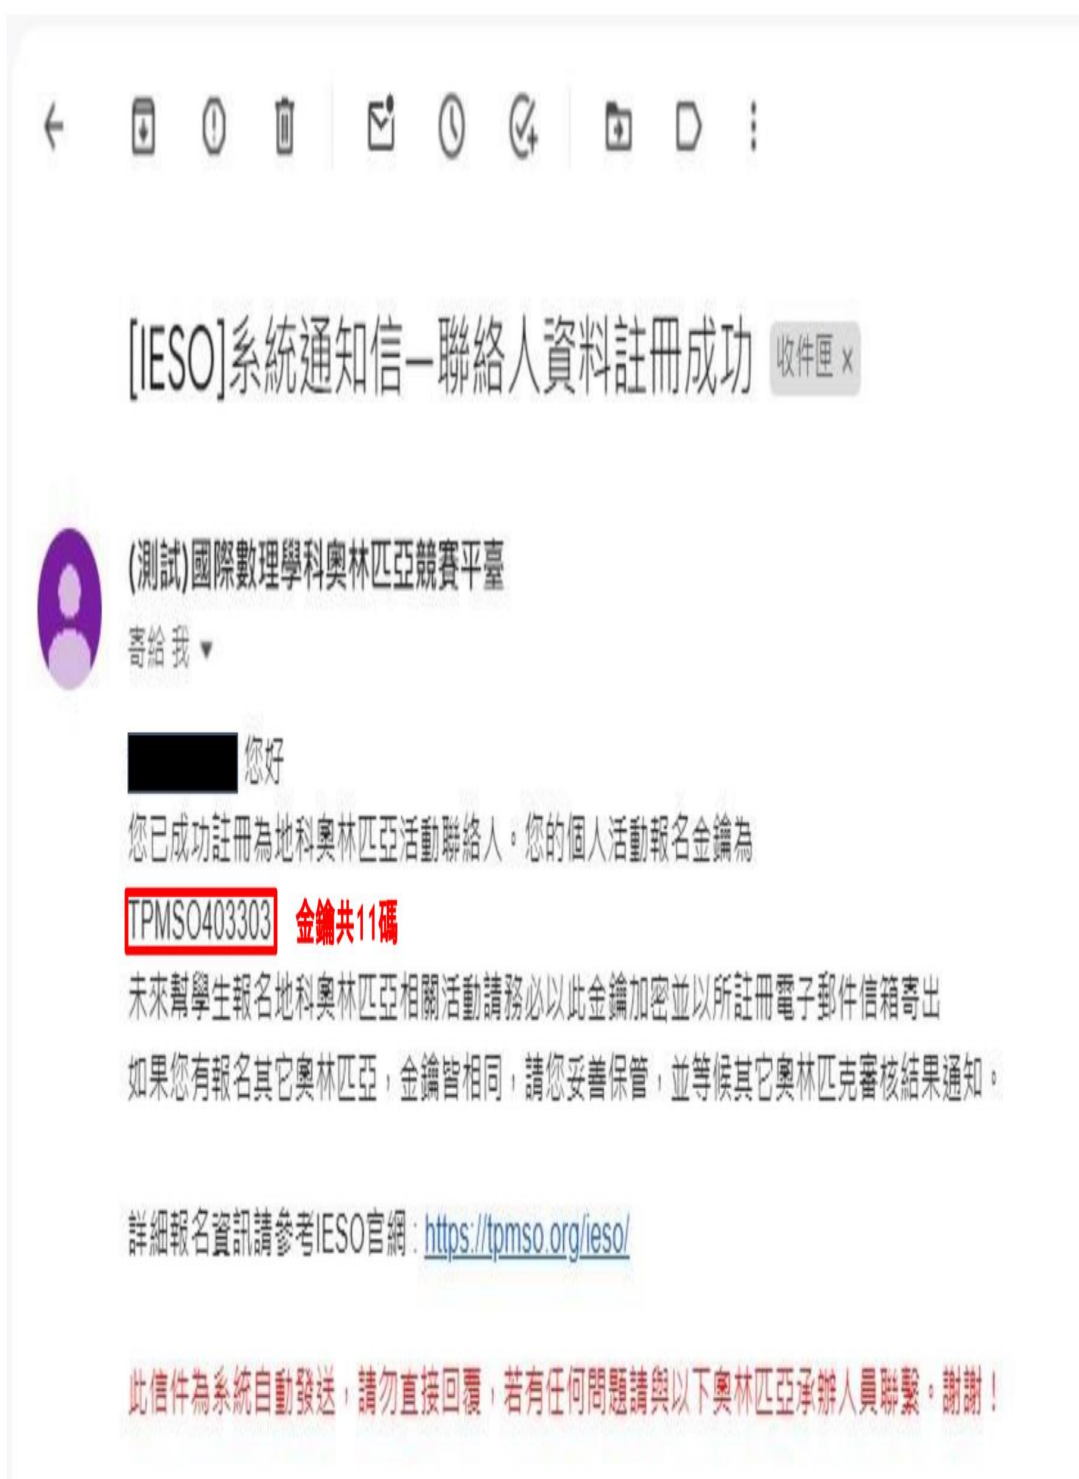 [IESO]系統通知信—聯絡人資料註冊成功 收件匣 ×
(測試)國際數理學科奧林匹亞競賽平臺
寄給 我
您好
您已成功註冊為地科奧林匹亞活動聯絡人。您的個人活動報名金鑰為
TPMSO403303 金鑰共11碼
未來幫學生報名地科奧林匹亞相關活動請務必以此金鑰加密並以所註冊電子郵件信箱寄出
如果您有報名其它奧林匹亞，金鑰皆相同，請您妥善保管，並等候其它奧林匹克審核結果通知。
詳細報名資訊請參考IESO官網：https://tpmso.org/ieso/
此信件為系統自動發送，請勿直接回覆，若有任何問題請與以下奧林匹亞承辦人員聯繫。謝謝！